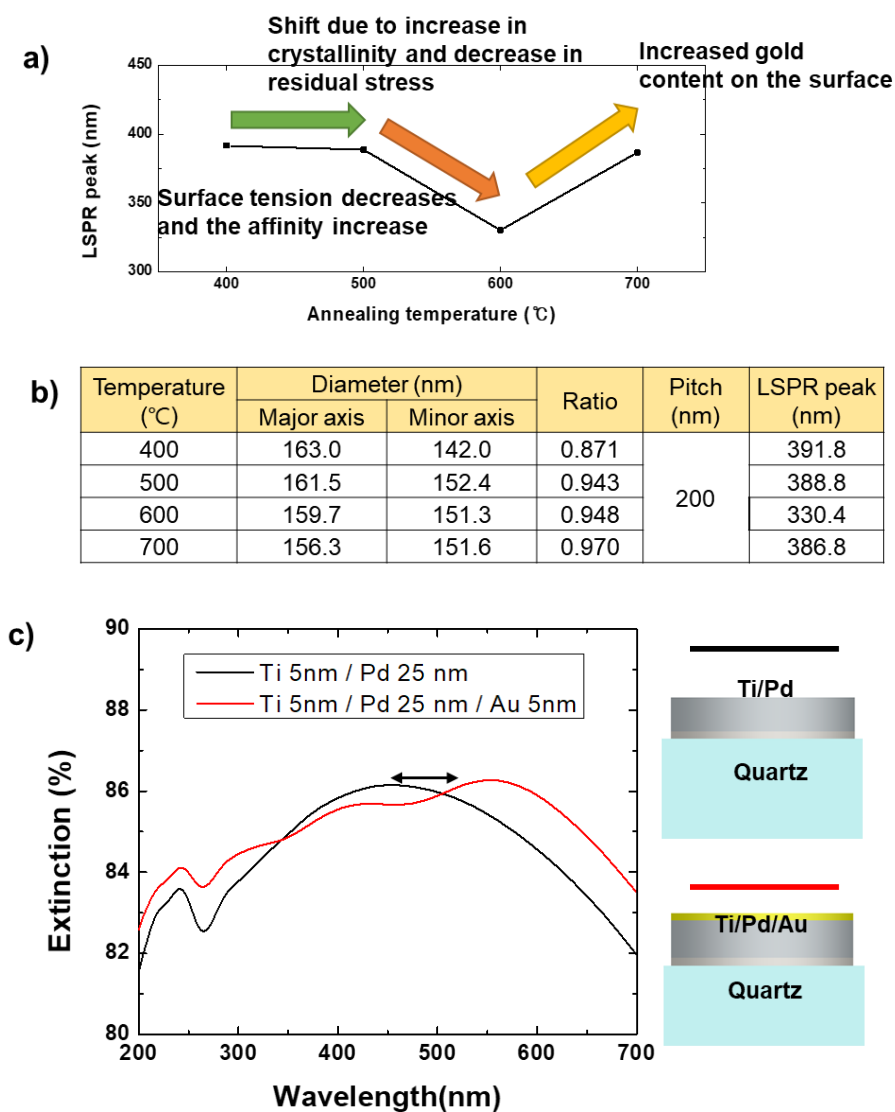 a)
Shift due to increase in
crystallinity and decrease in
residual stress
Increased gold
content on the surface
Surface tension decreases
and the affinity increase
LSPR peak (nm)
450
400
350
300
400 500 600 700
Annealing temperature (℃)
b)
Temperature (℃) Diameter (nm) Ratio Pitch (nm) LSPR peak (nm)
Major axis Minor axis
400 163.0 142.0 0.871 391.8
500 161.5 152.4 0.943 388.8
200
600 159.7 151.3 0.948 330.4
700 156.3 151.6 0.970 386.8
c)
Extinction (%)
90
88
86
84
82
80
Ti 5nm / Pd 25 nm
Ti 5nm / Pd 25 nm / Au 5nm
200 300 400 500 600 700
Wavelength(nm)
Ti/Pd
Quartz
Ti/Pd/Au
Quartz